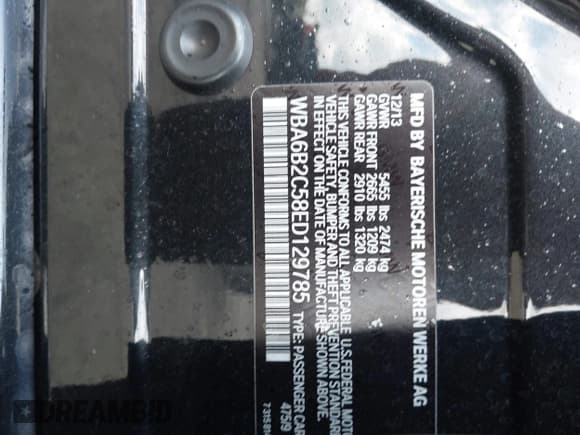 MFD BY BAYERISCHE MOTOREN WERKE AG
12/13
GVWR 5455 lbs 2474 kg
GAWR FRONT 2665 lbs 1209 kg
GAWR REAR 2910 lbs 1320 kg
THIS VEHICLE CONFORMS TO ALL APPLICABLE U.S. FEDERAL MOTOR
VEHICLE SAFETY, BUMPER AND THEFT PREVENTION STANDARDS
IN EFFECT ON THE DATE OF MANUFACTURE SHOWN ABOVE.
WBA6B2C58ED129785 TYPE: PASSENGER CAR
4759
7 315
DREAMBID